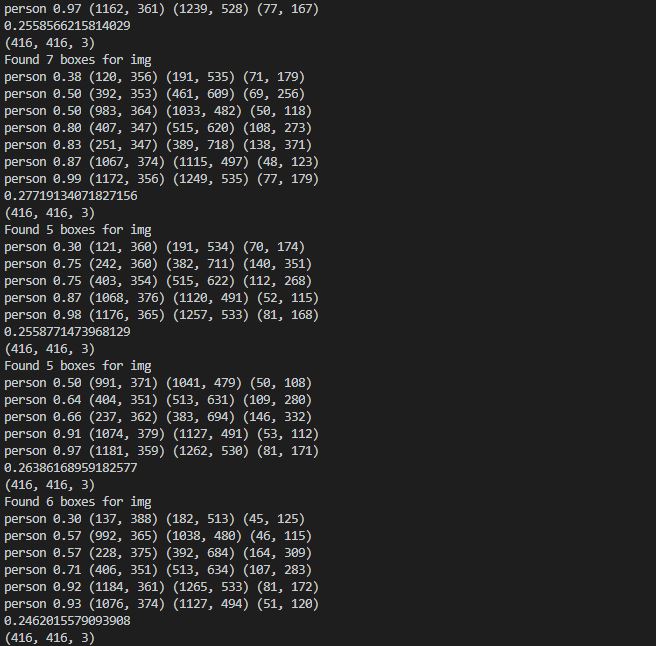 person 0.97 (1162, 361) (1239, 528) (77, 167)
0.2558566215814029
(416, 416, 3)
Found 7 boxes for img
person 0.38 (120, 356) (191, 535) (71, 179)
person 0.50 (392, 353) (461, 609) (69, 256)
person 0.50 (983, 364) (1033, 482) (50, 118)
person 0.80 (407, 347) (515, 620) (108, 273)
person 0.83 (251, 347) (389, 718) (138, 371)
person 0.87 (1067, 374) (1115, 497) (48, 123)
person 0.99 (1172, 356) (1249, 535) (77, 179)
0.27719134071827156
(416, 416, 3)
Found 5 boxes for img
person 0.30 (121, 360) (191, 534) (70, 174)
person 0.75 (242, 360) (382, 711) (140, 351)
person 0.75 (403, 354) (515, 622) (112, 268)
person 0.87 (1068, 376) (1120, 491) (52, 115)
person 0.98 (1176, 365) (1257, 533) (81, 168)
0.2558771473968129
(416, 416, 3)
Found 5 boxes for img
person 0.50 (991, 371) (1041, 479) (50, 108)
person 0.64 (404, 351) (513, 631) (109, 280)
person 0.66 (237, 362) (383, 694) (146, 332)
person 0.91 (1074, 379) (1127, 491) (53, 112)
person 0.97 (1181, 359) (1262, 530) (81, 171)
0.26386168959182577
(416, 416, 3)
Found 6 boxes for img
person 0.30 (137, 388) (182, 513) (45, 125)
person 0.57 (992, 365) (1038, 480) (46, 115)
person 0.57 (228, 375) (392, 684) (164, 309)
person 0.71 (406, 351) (513, 634) (107, 283)
person 0.92 (1184, 361) (1265, 533) (81, 172)
person 0.93 (1076, 374) (1127, 494) (51, 120)
0.2462015579093908
(416, 416, 3)